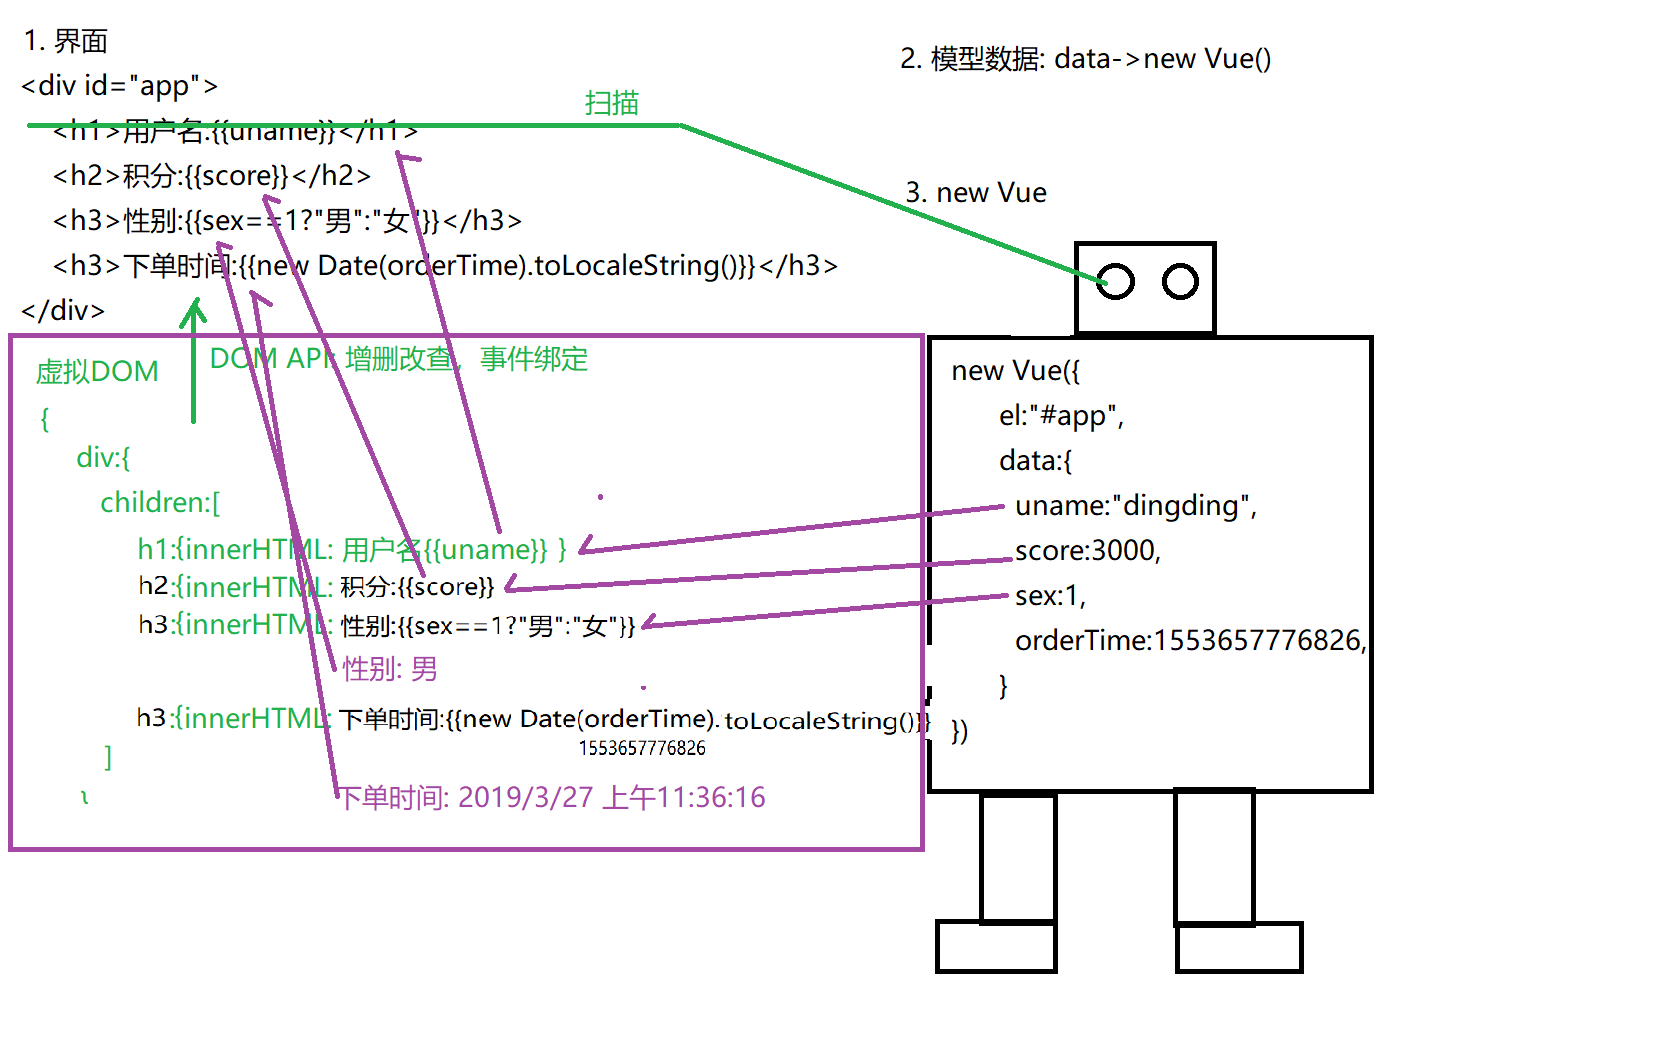 1. 界面
<div id="app">
<h1>用户名:{{uname}}</h1>
<h2>积分:{{score}}</h2>
<h3>性别:{{sex==1?"男":"女"}}</h3>
<h3>下单时间:{{new Date(orderTime).toLocaleString()}}</h3>
</div>
扫描
2. 模型数据: data->new Vue()
3. new Vue
虚拟DOM
DOM API: 增删改查，事件绑定
{
div:{
children:[
h1:{innerHTML: 用户名{{uname}} }
h2:{innerHTML: 积分:{{score}}
h3:{innerHTML: 性别:{{sex==1?"男":"女"}}
性别: 男
h3:{innerHTML: 下单时间:{{new Date(orderTime).toLocaleString()}}
1553657776826
]
}
下单时间: 2019/3/27 上午11:36:16
new Vue({
el:"#app",
data:{
uname:"dingding",
score:3000,
sex:1,
orderTime:1553657776826,
}
})